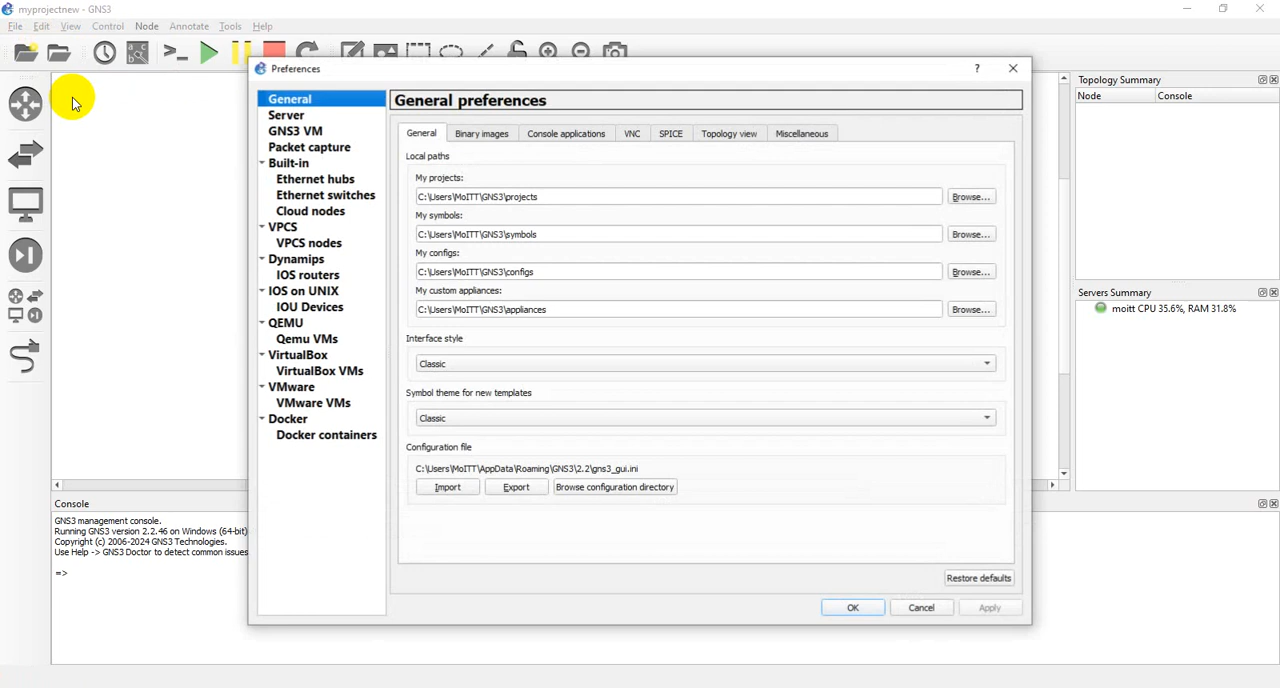 myprojectnew - GNS3
File Edit View Control Node Annotate Tools Help
Preferences
General
Server
GNS3 VM
Packet capture
Built-in
Ethernet hubs
Ethernet switches
Cloud nodes
VPCS
VPCS nodes
Dynamips
IOS routers
IOS on UNIX
IOU Devices
QEMU
Qemu VMs
VirtualBox
VirtualBox VMs
VMware
VMware VMs
Docker
Docker containers
General preferences
General Binary images Console applications VNC SPICE Topology view Miscellaneous
Local paths
My projects:
C:\Users\MoITT\GNS3\projects Browse...
My symbols:
C:\Users\MoITT\GNS3\symbols Browse...
My configs:
C:\Users\MoITT\GNS3\configs Browse...
My custom appliances:
C:\Users\MoITT\GNS3\appliances Browse...
Interface style
Classic
Symbol theme for new templates
Classic
Configuration file
C:\Users\MoITT\AppData\Roaming\GNS3\2.2\gns3_gui.ini
Import Export Browse configuration directory
Restore defaults
OK Cancel Apply
Topology Summary
Node Console
Servers Summary
moitt CPU 35.6%, RAM 31.8%
Console
GNS3 management console.
Running GNS3 version 2.2.46 on Windows (64-bit)
Copyright (c) 2006-2024 GNS3 Technologies.
Use Help -> GNS3 Doctor to detect common issues
=>